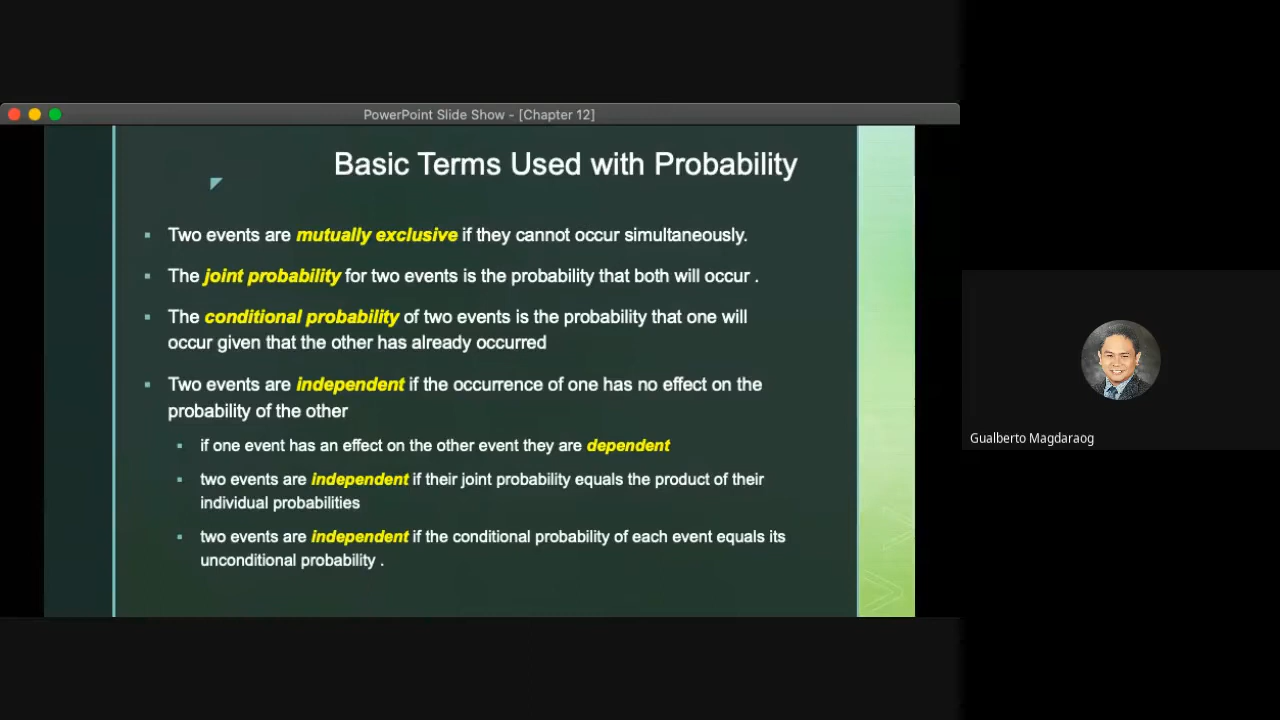 PowerPoint Slide Show - [Chapter 12]
Basic Terms Used with Probability
Two events are mutually exclusive if they cannot occur simultaneously.
The joint probability for two events is the probability that both will occur .
The conditional probability of two events is the probability that one will
occur given that the other has already occurred
Two events are independent if the occurrence of one has no effect on the
probability of the other
if one event has an effect on the other event they are dependent
two events are independent if their joint probability equals the product of their
individual probabilities
two events are independent if the conditional probability of each event equals its
unconditional probability .
Gualberto Magdaraog